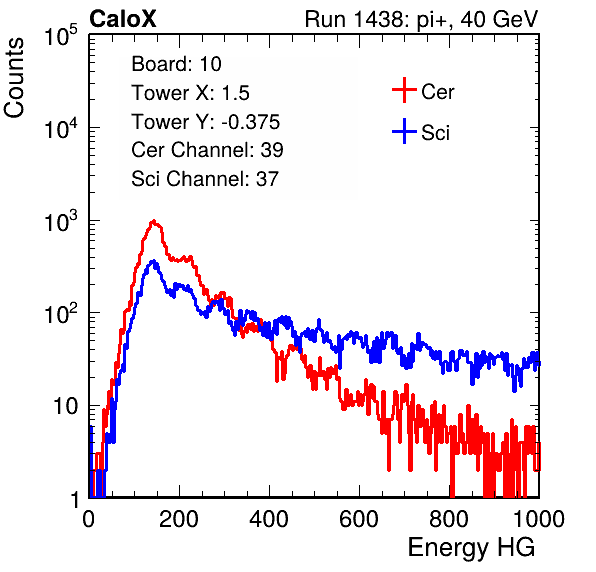 CaloX Run 1438: pi+, 40 GeV
Counts
Board: 10
Tower X: 1.5
Tower Y: -0.375
Cer Channel: 39
Sci Channel: 37
Cer
Sci
10^5
10^4
10^3
10^2
10
1
0 200 400 600 800 1000
Energy HG